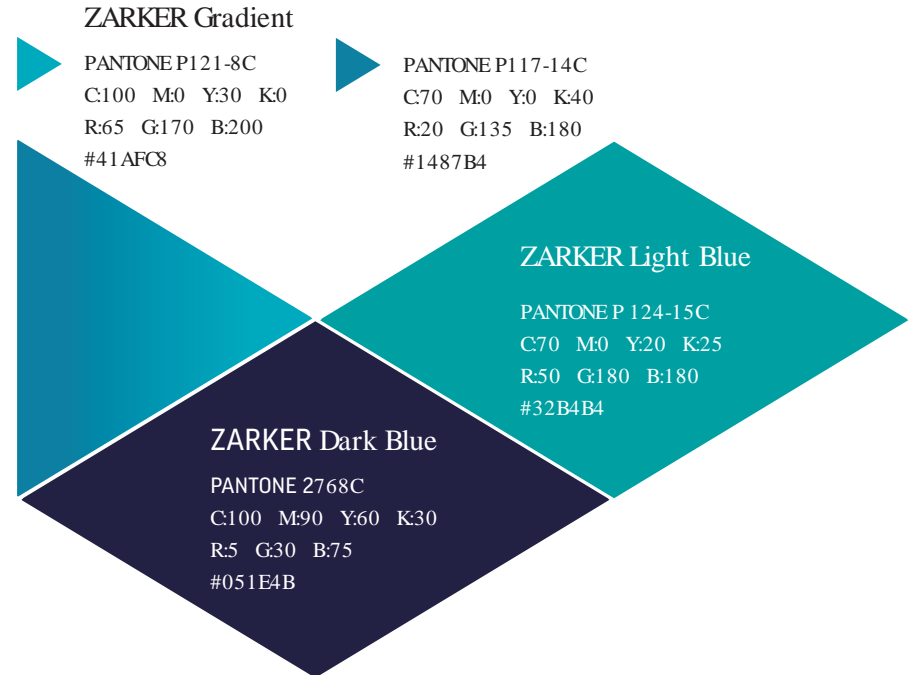 ZARKER Gradient
PANTONE P121-8C
C:100 M:0 Y:30 K:0
R:65 G:170 B:200
#41AFC8
PANTONE P117-14C
C:70 M:0 Y:0 K:40
R:20 G:135 B:180
#1487B4
ZARKER Light Blue
PANTONE P 124-15C
C:70 M:0 Y:20 K:25
R:50 G:180 B:180
#32B4B4
ZARKER Dark Blue
PANTONE 2768C
C:100 M:90 Y:60 K:30
R:5 G:30 B:75
#051E4B